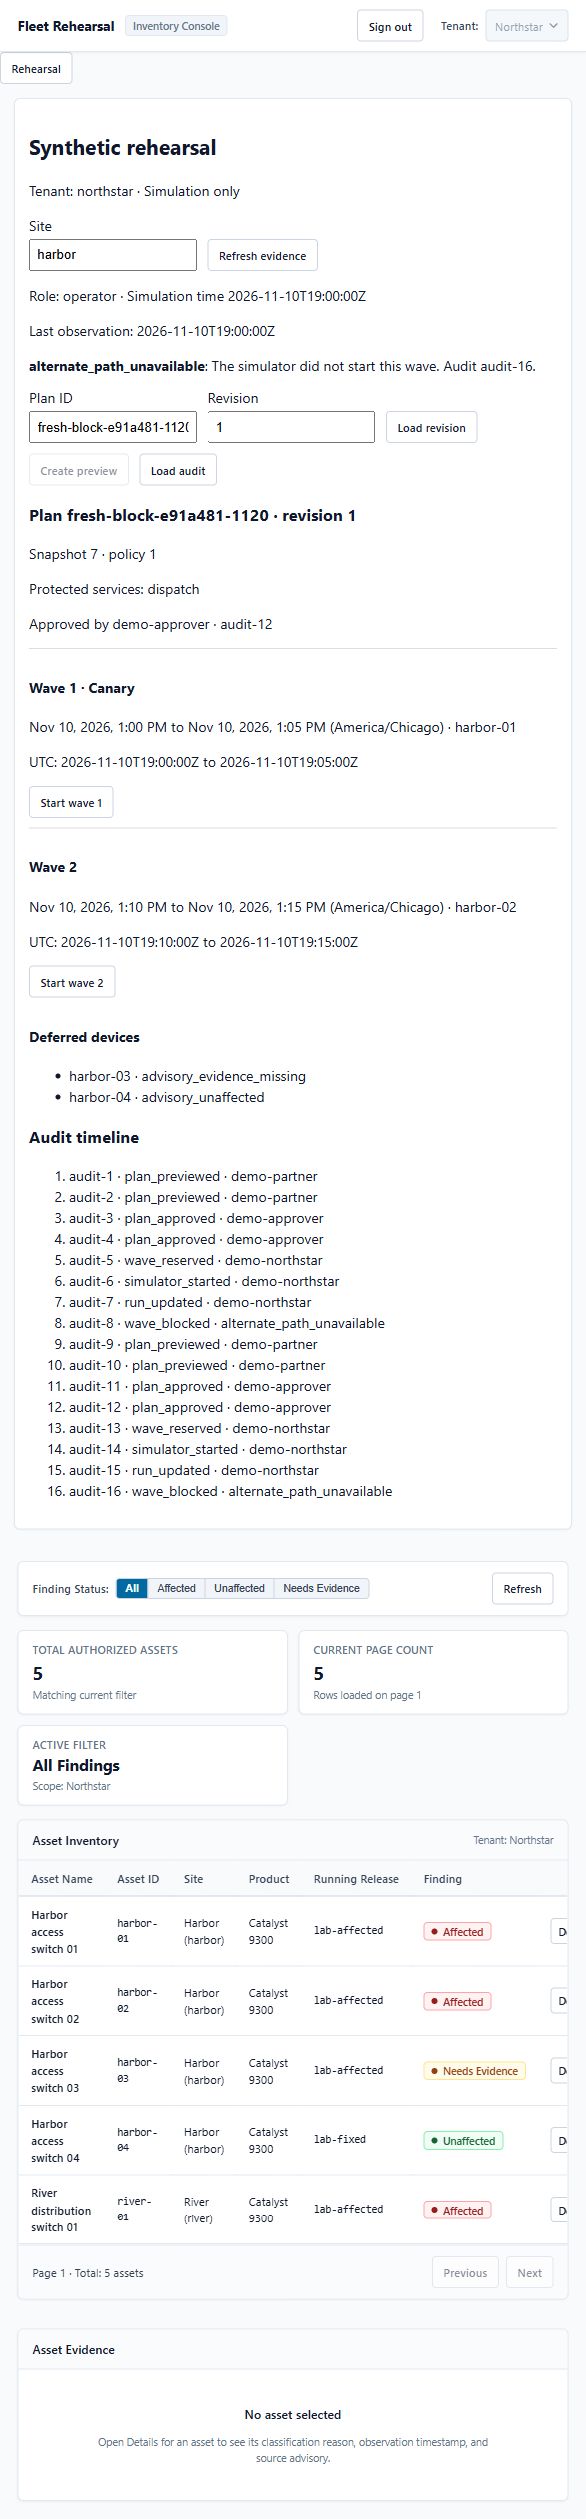 Fleet Rehearsal Inventory Console Sign out Tenant: Northstar
Rehearsal
Synthetic rehearsal
Tenant: northstar · Simulation only
Site
harbor Refresh evidence
Role: operator · Simulation time 2026-11-10T19:00:00Z
Last observation: 2026-11-10T19:00:00Z
alternate_path_unavailable: The simulator did not start this wave. Audit audit-16.
Plan ID Revision
fresh-block-e91a481-112( 1 Load revision
Create preview Load audit
Plan fresh-block-e91a481-1120 · revision 1
Snapshot 7 · policy 1
Protected services: dispatch
Approved by demo-approver · audit-12
Wave 1 · Canary
Nov 10, 2026, 1:00 PM to Nov 10, 2026, 1:05 PM (America/Chicago) · harbor-01
UTC: 2026-11-10T19:00:00Z to 2026-11-10T19:05:00Z
Start wave 1
Wave 2
Nov 10, 2026, 1:10 PM to Nov 10, 2026, 1:15 PM (America/Chicago) · harbor-02
UTC: 2026-11-10T19:10:00Z to 2026-11-10T19:15:00Z
Start wave 2
Deferred devices
• harbor-03 · advisory_evidence_missing
• harbor-04 · advisory_unaffected
Audit timeline
1. audit-1 · plan_previewed · demo-partner
2. audit-2 · plan_previewed · demo-partner
3. audit-3 · plan_approved · demo-approver
4. audit-4 · plan_approved · demo-approver
5. audit-5 · wave_reserved · demo-northstar
6. audit-6 · simulator_started · demo-northstar
7. audit-7 · run_updated · demo-northstar
8. audit-8 · wave_blocked · alternate_path_unavailable
9. audit-9 · plan_previewed · demo-partner
10. audit-10 · plan_previewed · demo-partner
11. audit-11 · plan_approved · demo-approver
12. audit-12 · plan_approved · demo-approver
13. audit-13 · wave_reserved · demo-northstar
14. audit-14 · simulator_started · demo-northstar
15. audit-15 · run_updated · demo-northstar
16. audit-16 · wave_blocked · alternate_path_unavailable
Finding Status: All Affected Unaffected Needs Evidence Refresh
TOTAL AUTHORIZED ASSETS
5
Matching current filter
CURRENT PAGE COUNT
5
Rows loaded on page 1
ACTIVE FILTER
All Findings
Scope: Northstar
Asset Inventory Tenant: Northstar
Asset Name Asset ID Site Product Running Release Finding
Harbor access switch 01 harbor-01 Harbor (harbor) Catalyst 9300 lab-affected Affected
Harbor access switch 02 harbor-02 Harbor (harbor) Catalyst 9300 lab-affected Affected
Harbor access switch 03 harbor-03 Harbor (harbor) Catalyst 9300 lab-affected Needs Evidence
Harbor access switch 04 harbor-04 Harbor (harbor) Catalyst 9300 lab-fixed Unaffected
River distribution switch 01 river-01 River (river) Catalyst 9300 lab-affected Affected
Page 1 · Total: 5 assets Previous Next
Asset Evidence
No asset selected
Open Details for an asset to see its classification reason, observation timestamp, and
source advisory.